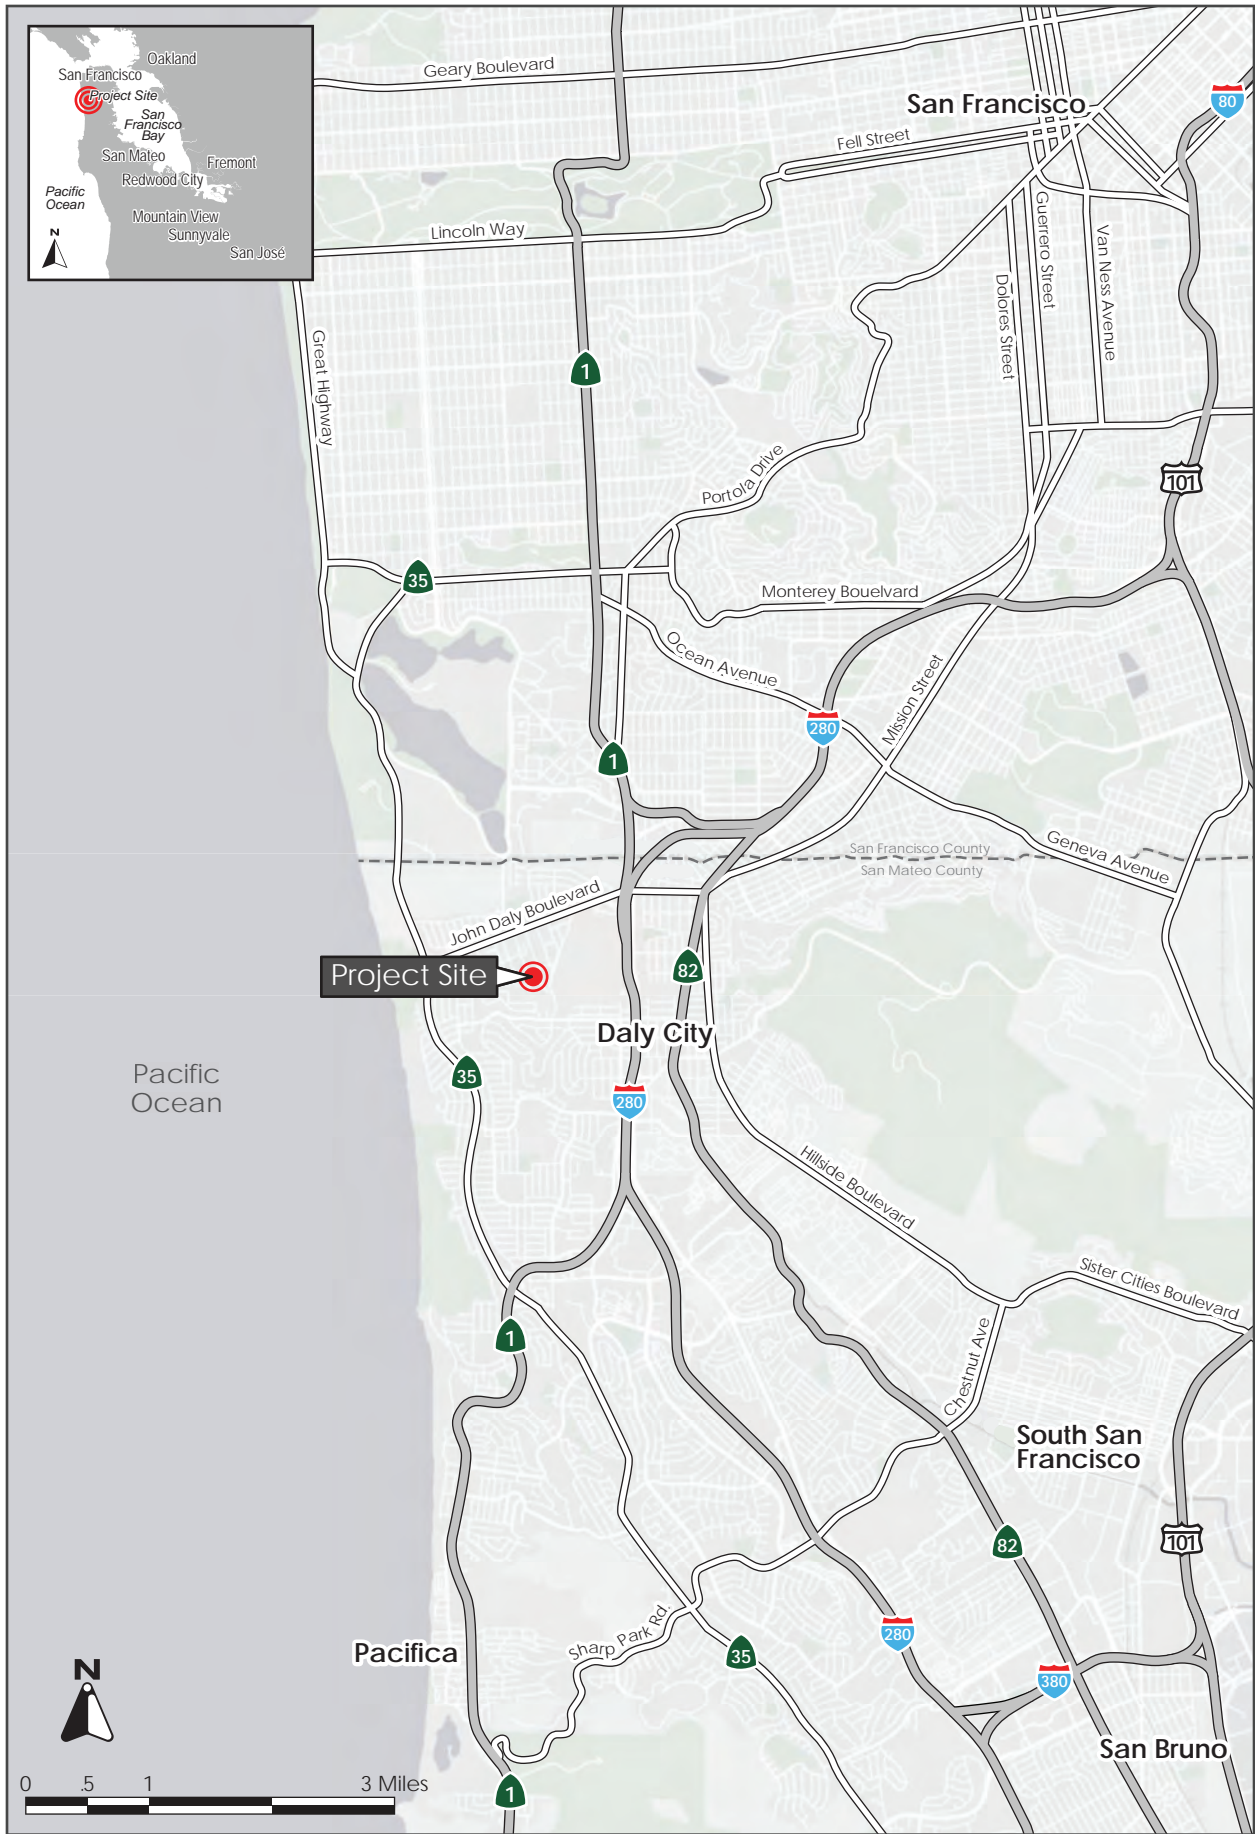 Oakland
San Francisco
Project Site
San
Francisco
Bay
San Mateo
Fremont
Redwood City
Pacific
Ocean
Mountain View
Sunnyvale
San José
N
Geary Boulevard
San Francisco
80
Fell Street
Lincoln Way
Guerrero Street
Van Ness Avenue
Dolores Street
Great Highway
1
Portola Drive
101
35
Monterey Bouelvard
Ocean Avenue
Mission Street
280
1
Geneva Avenue
San Francisco County
San Mateo County
John Daly Boulevard
Project Site
82
Daly City
Pacific
Ocean
35
280
Hillside Boulevard
Sister Cities Boulevard
1
Chestnut Ave
South San
Francisco
82
101
Sharp Park Rd.
280
35
Pacifica
380
N
San Bruno
0 .5 1 3 Miles
1